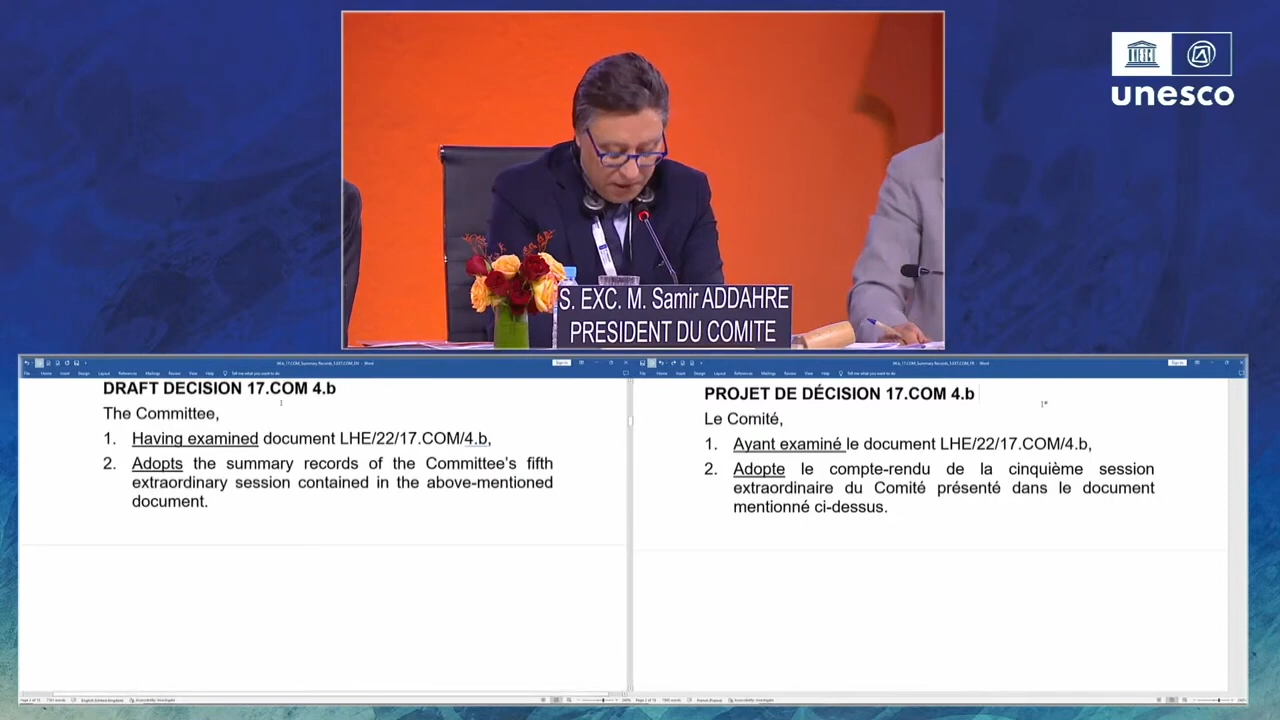 UNESCO
unesco
S. EXC. M. Samir ADDAHRE
PRESIDENT DU COMITE
DRAFT DECISION 17.COM 4.b
The Committee,
1. Having examined document LHE/22/17.COM/4.b,
2. Adopts the summary records of the Committee's fifth
extraordinary session contained in the above-mentioned
document.
PROJET DE DÉCISION 17.COM 4.b
Le Comité,
1. Ayant examiné le document LHE/22/17.COM/4.b,
2. Adopte le compte-rendu de la cinquième session
extraordinaire du Comité présenté dans le document
mentionné ci-dessus.